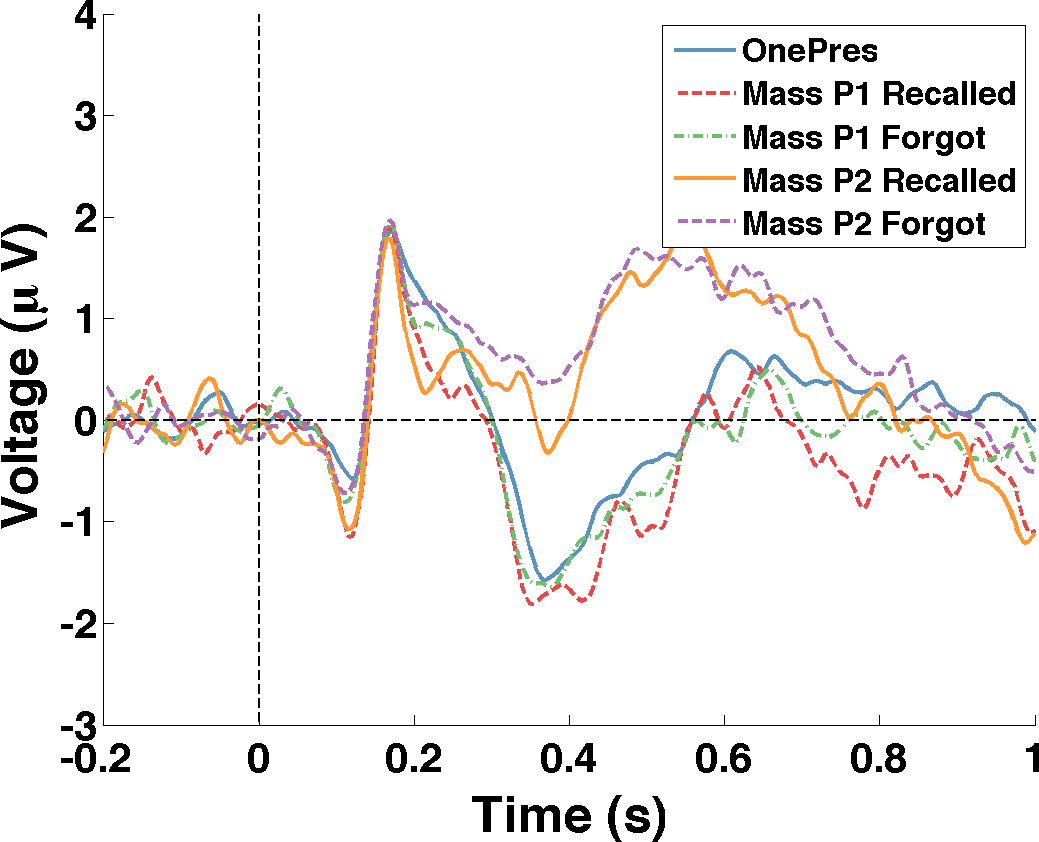 4
3
2
1
0
-1
-2
-3
-0.2
0
0.2
0.4
0.6
0.8
1
Voltage (μ V)
Time (s)
OnePres
Mass P1 Recalled
Mass P1 Forgot
Mass P2 Recalled
Mass P2 Forgot